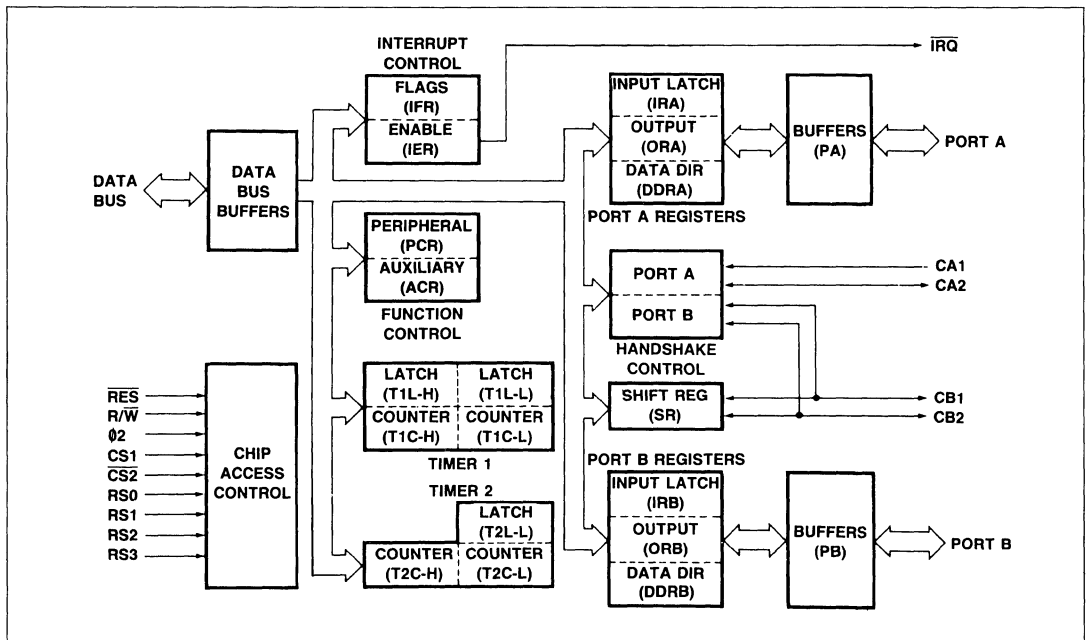 INTERRUPT
CONTROL
FLAGS
(IFR)
ENABLE
(IER)
I̅R̅Q̅
DATA
BUS
DATA
BUS
BUFFERS
PERIPHERAL
(PCR)
AUXILIARY
(ACR)
FUNCTION
CONTROL
R̅E̅S̅
R/W̅
ϕ2
CS1
C̅S̅2̅
RS0
RS1
RS2
RS3
CHIP
ACCESS
CONTROL
LATCH
(T1L-H)
LATCH
(T1L-L)
COUNTER
(T1C-H)
COUNTER
(T1C-L)
TIMER 1
TIMER 2
LATCH
(T2L-L)
COUNTER
(T2C-H)
COUNTER
(T2C-L)
INPUT LATCH
(IRA)
OUTPUT
(ORA)
DATA DIR
(DDRA)
PORT A REGISTERS
BUFFERS
(PA)
PORT A
PORT A
PORT B
HANDSHAKE
CONTROL
CA1
CA2
SHIFT REG
(SR)
CB1
CB2
PORT B REGISTERS
INPUT LATCH
(IRB)
OUTPUT
(ORB)
DATA DIR
(DDRB)
BUFFERS
(PB)
PORT B